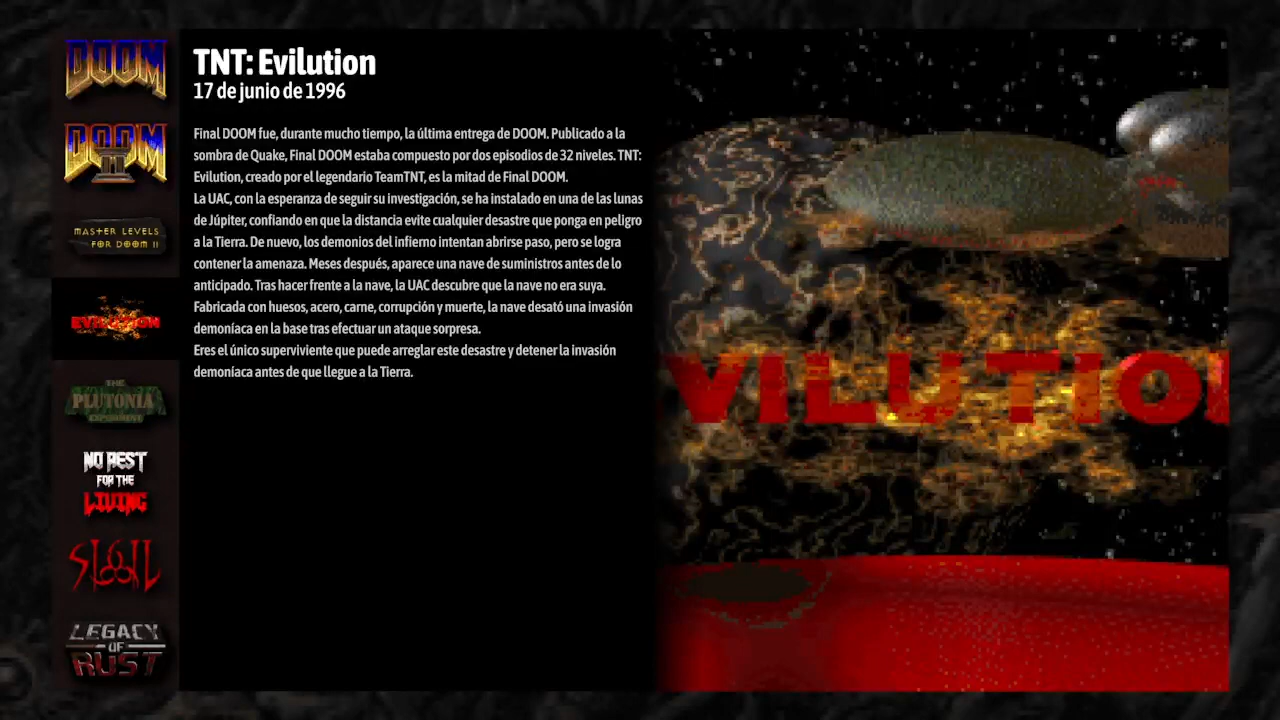 DOOM
DOOM
II
MASTER LEVELS
FOR DOOM II
EVILUTION
THE
PLUTONIA
EXPERIMENT
NO REST
FOR THE
LIVING
SIGIL
LEGACY
OF
RUST
TNT: Evilution
17 de junio de 1996
Final DOOM fue, durante mucho tiempo, la última entrega de DOOM. Publicado a la
sombra de Quake, Final DOOM estaba compuesto por dos episodios de 32 niveles. TNT:
Evilution, creado por el legendario TeamTNT, es la mitad de Final DOOM.
La UAC, con la esperanza de seguir su investigación, se ha instalado en una de las lunas
de Júpiter, confiando en que la distancia evite cualquier desastre que ponga en peligro
a la Tierra. De nuevo, los demonios del infierno intentan abrirse paso, pero se logra
contener la amenaza. Meses después, aparece una nave de suministros antes de lo
anticipado. Tras hacer frente a la nave, la UAC descubre que la nave no era suya.
Fabricada con huesos, acero, carne, corrupción y muerte, la nave desató una invasión
demoníaca en la base tras efectuar un ataque sorpresa.
Eres el único superviviente que puede arreglar este desastre y detener la invasión
demoníaca antes de que llegue a la Tierra.
VILUTION